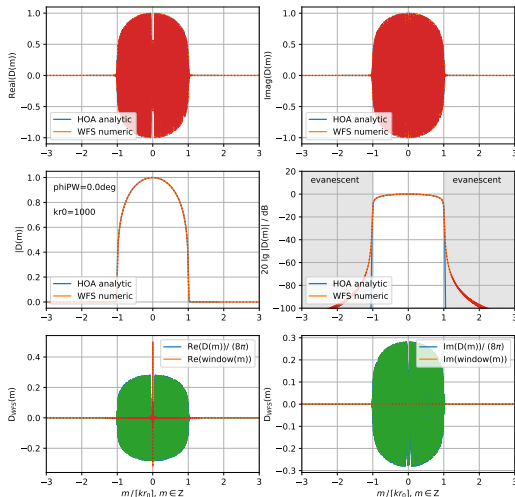 1.0
0.5
0.0
−0.5
−1.0
Real(D(m))
HOA analytic
WFS numeric
−3 −2 −1 0 1 2 3
1.0
0.5
0.0
−0.5
−1.0
Imag(D(m))
HOA analytic
WFS numeric
−3 −2 −1 0 1 2 3
1.0
0.8
0.6
0.4
0.2
0.0
|D(m)|
phiPW=0.0deg
kr0=1000
HOA analytic
WFS numeric
−3 −2 −1 0 1 2 3
20
0
−20
−40
−60
−80
−100
20 lg |D(m)| / dB
evanescent
evanescent
HOA analytic
WFS numeric
−3 −2 −1 0 1 2 3
0.4
0.2
0.0
−0.2
D_WFS(m)
Re(D(m))/ (8π)
Re(window(m))
−3 −2 −1 0 1 2 3
m / ⌈kr₀⌉, m ∈ Z
0.3
0.2
0.1
0.0
−0.1
−0.2
−0.3
D_WFS(m)
Im(D(m))/ (8π)
Im(window(m))
−3 −2 −1 0 1 2 3
m / ⌈kr₀⌉, m ∈ Z